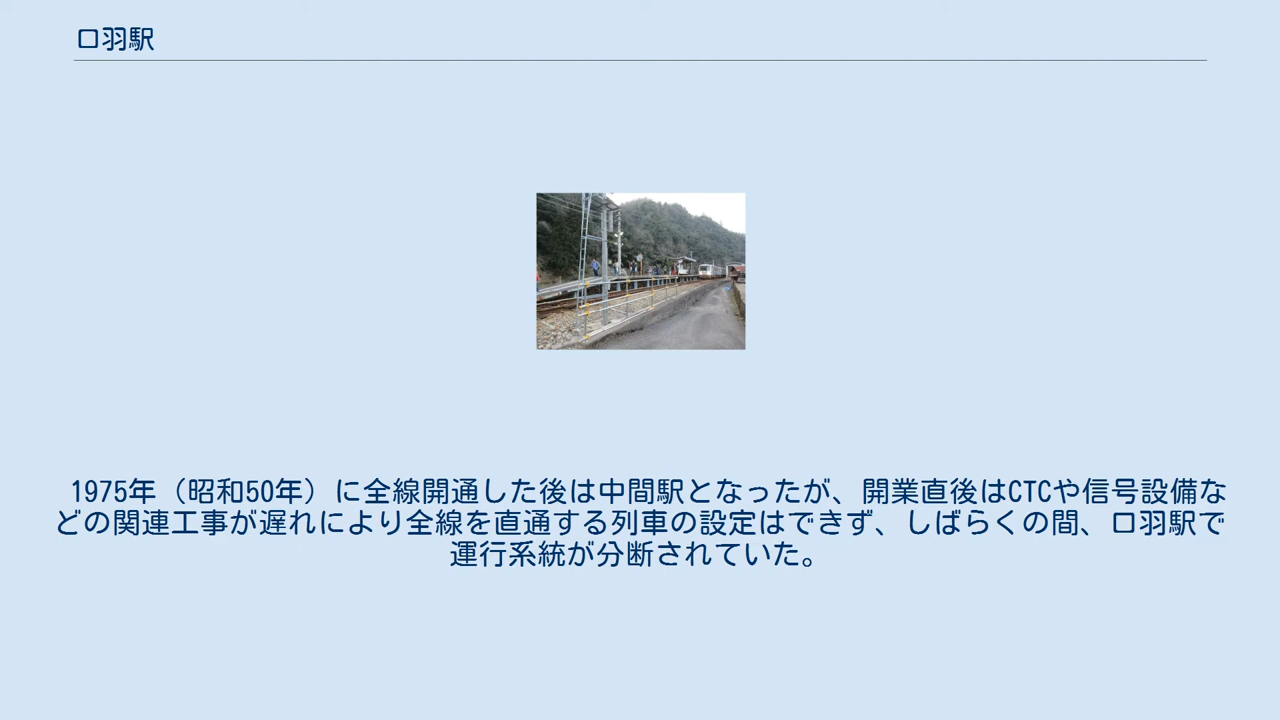 口羽駅
1975年（昭和50年）に全線開通した後は中間駅となったが、開業直後はCTCや信号設備な
どの関連工事が遅れにより全線を直通する列車の設定はできず、しばらくの間、口羽駅で
運行系統が分断されていた。